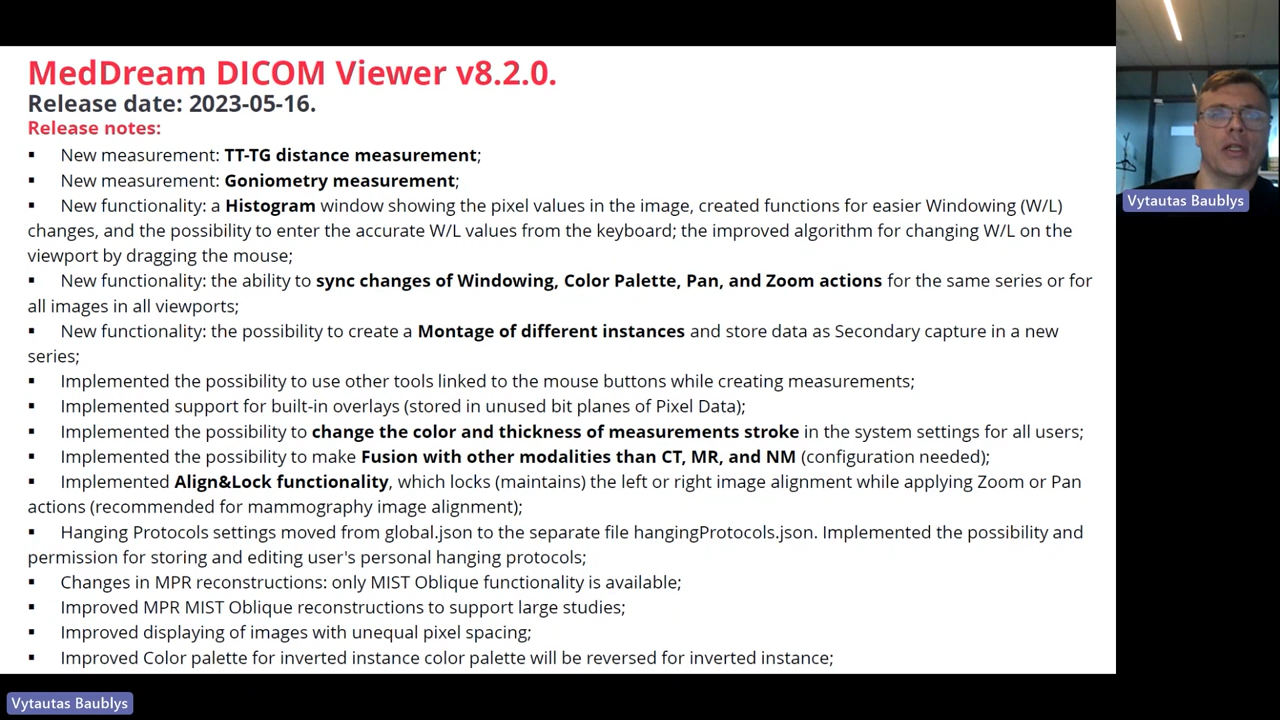 MedDream DICOM Viewer v8.2.0.
Release date: 2023-05-16.
Release notes:
▪ New measurement: TT-TG distance measurement;
▪ New measurement: Goniometry measurement;
▪ New functionality: a Histogram window showing the pixel values in the image, created functions for easier Windowing (W/L)
changes, and the possibility to enter the accurate W/L values from the keyboard; the improved algorithm for changing W/L on the
viewport by dragging the mouse;
▪ New functionality: the ability to sync changes of Windowing, Color Palette, Pan, and Zoom actions for the same series or for
all images in all viewports;
▪ New functionality: the possibility to create a Montage of different instances and store data as Secondary capture in a new
series;
▪ Implemented the possibility to use other tools linked to the mouse buttons while creating measurements;
▪ Implemented support for built-in overlays (stored in unused bit planes of Pixel Data);
▪ Implemented the possibility to change the color and thickness of measurements stroke in the system settings for all users;
▪ Implemented the possibility to make Fusion with other modalities than CT, MR, and NM (configuration needed);
▪ Implemented Align&Lock functionality, which locks (maintains) the left or right image alignment while applying Zoom or Pan
actions (recommended for mammography image alignment);
▪ Hanging Protocols settings moved from global.json to the separate file hangingProtocols.json. Implemented the possibility and
permission for storing and editing user's personal hanging protocols;
▪ Changes in MPR reconstructions: only MIST Oblique functionality is available;
▪ Improved MPR MIST Oblique reconstructions to support large studies;
▪ Improved displaying of images with unequal pixel spacing;
▪ Improved Color palette for inverted instance color palette will be reversed for inverted instance;
Vytautas Baublys
Vytautas Baublys